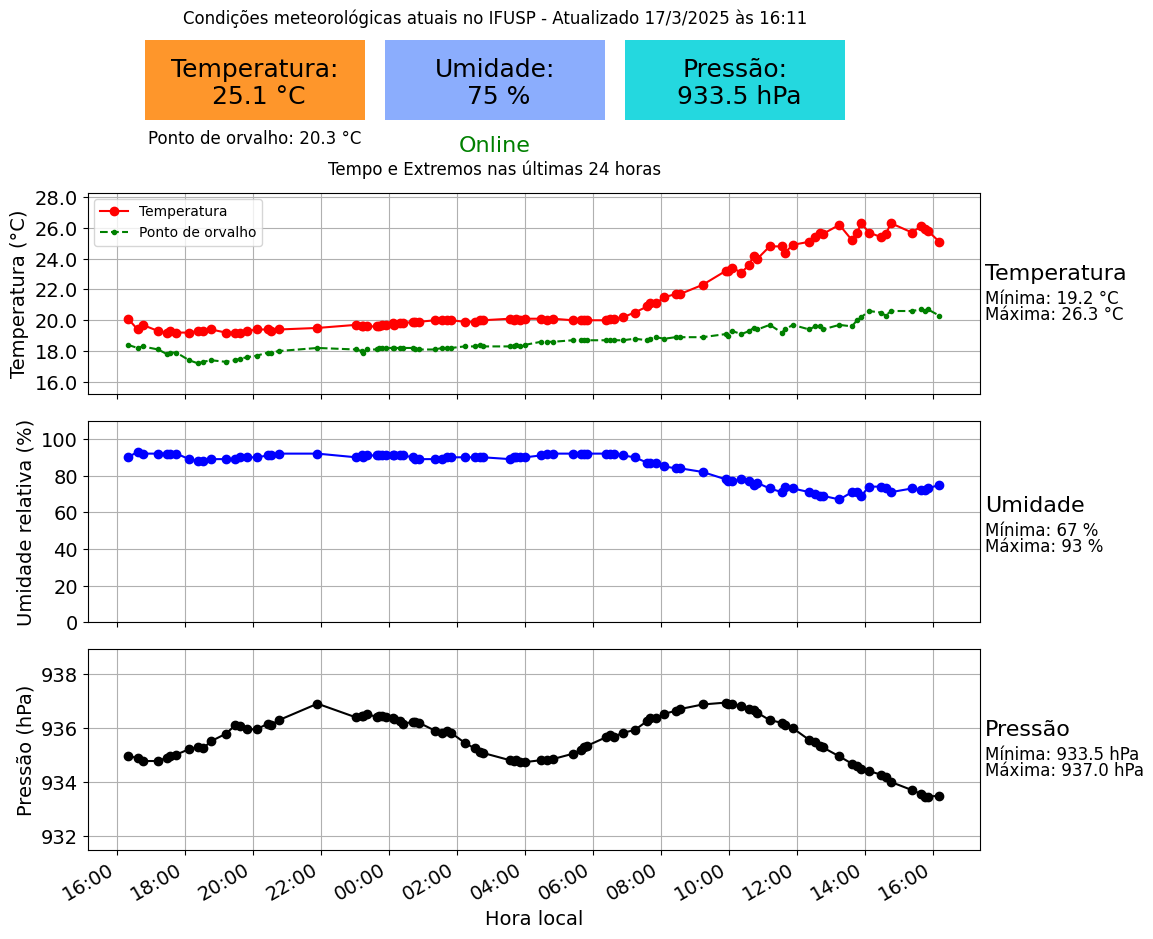 Condições meteorológicas atuais no IFUSP - Atualizado 17/3/2025 às 16:11
Temperatura:
25.1 °C
Umidade:
75 %
Pressão:
933.5 hPa
Ponto de orvalho: 20.3 °C
Online
Tempo e Extremos nas últimas 24 horas
Temperatura (°C)
28.0
26.0
24.0
22.0
20.0
18.0
16.0
Temperatura
Ponto de orvalho
Temperatura
Mínima: 19.2 °C
Máxima: 26.3 °C
Umidade relativa (%)
100
80
60
40
20
0
Umidade
Mínima: 67 %
Máxima: 93 %
Pressão (hPa)
938
936
934
932
Pressão
Mínima: 933.5 hPa
Máxima: 937.0 hPa
16:00 18:00 20:00 22:00 00:00 02:00 04:00 06:00 08:00 10:00 12:00 14:00 16:00
Hora local